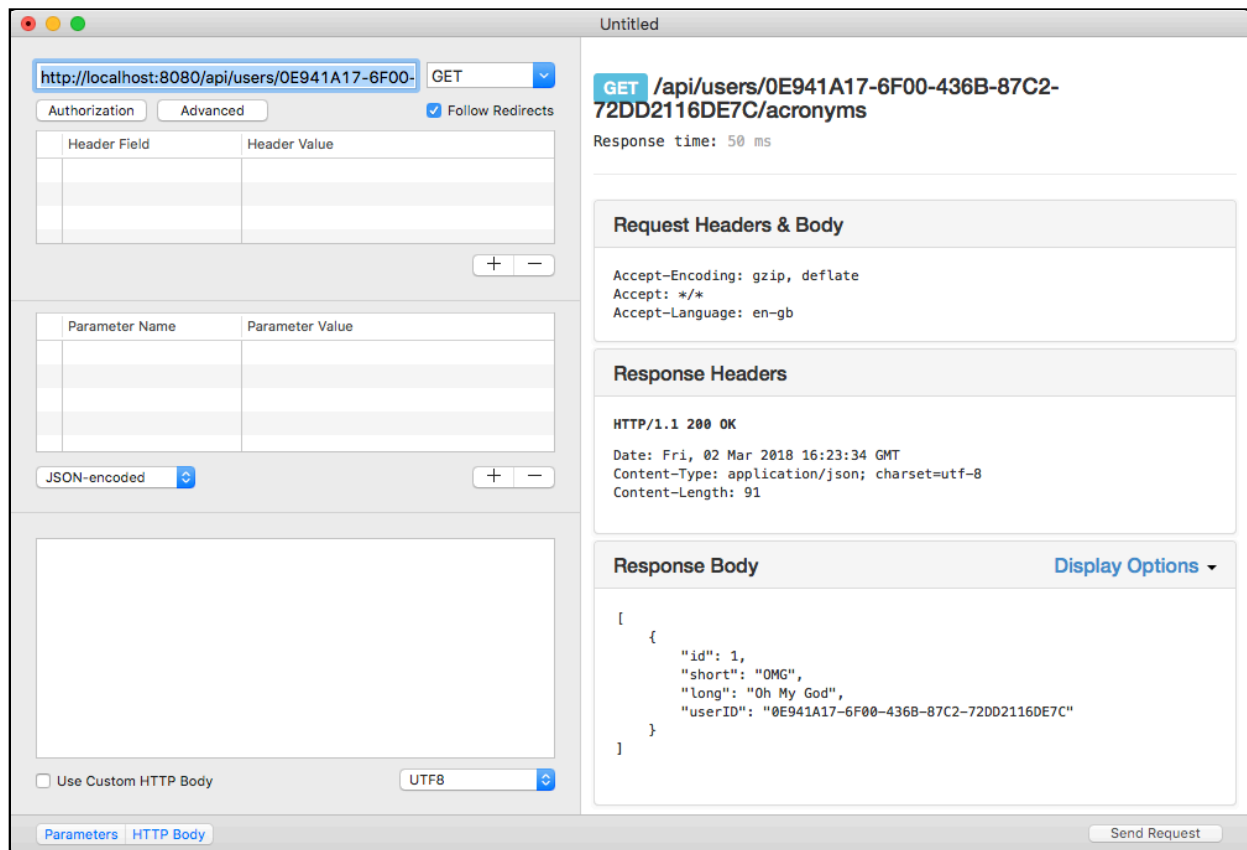 Untitled
http://localhost:8080/api/users/0E941A17-6F00-
GET
Authorization
Advanced
Follow Redirects
Header Field
Header Value
+
−
Parameter Name
Parameter Value
JSON-encoded
+
−
Use Custom HTTP Body
UTF8
Parameters
HTTP Body
GET /api/users/0E941A17-6F00-436B-87C2-
72DD2116DE7C/acronyms
Response time: 50 ms
Request Headers & Body
Accept-Encoding: gzip, deflate
Accept: */*
Accept-Language: en-gb
Response Headers
HTTP/1.1 200 OK
Date: Fri, 02 Mar 2018 16:23:34 GMT
Content-Type: application/json; charset=utf-8
Content-Length: 91
Response Body
Display Options
[
{
"id": 1,
"short": "OMG",
"long": "Oh My God",
"userID": "0E941A17-6F00-436B-87C2-72DD2116DE7C"
}
]
Send Request